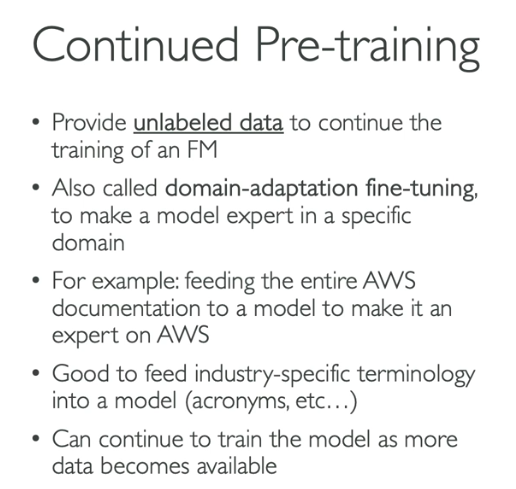 Continued Pre-training
• Provide unlabeled data to continue the
training of an FM
• Also called domain-adaptation fine-tuning,
to make a model expert in a specific
domain
• For example: feeding the entire AWS
documentation to a model to make it an
expert on AWS
• Good to feed industry-specific terminology
into a model (acronyms, etc…)
• Can continue to train the model as more
data becomes available